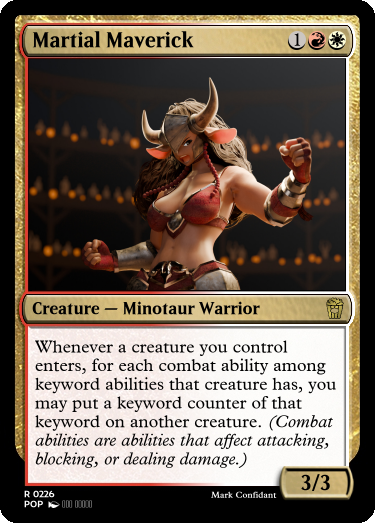 Martial Maverick 1
Creature — Minotaur Warrior
Whenever a creature you control
enters, for each combat ability among
keyword abilities that creature has, you
may put a keyword counter of that
keyword on another creature. (Combat
abilities are abilities that affect attacking,
blocking, or dealing damage.)
3/3
R 0226
POP
Mark Confidant